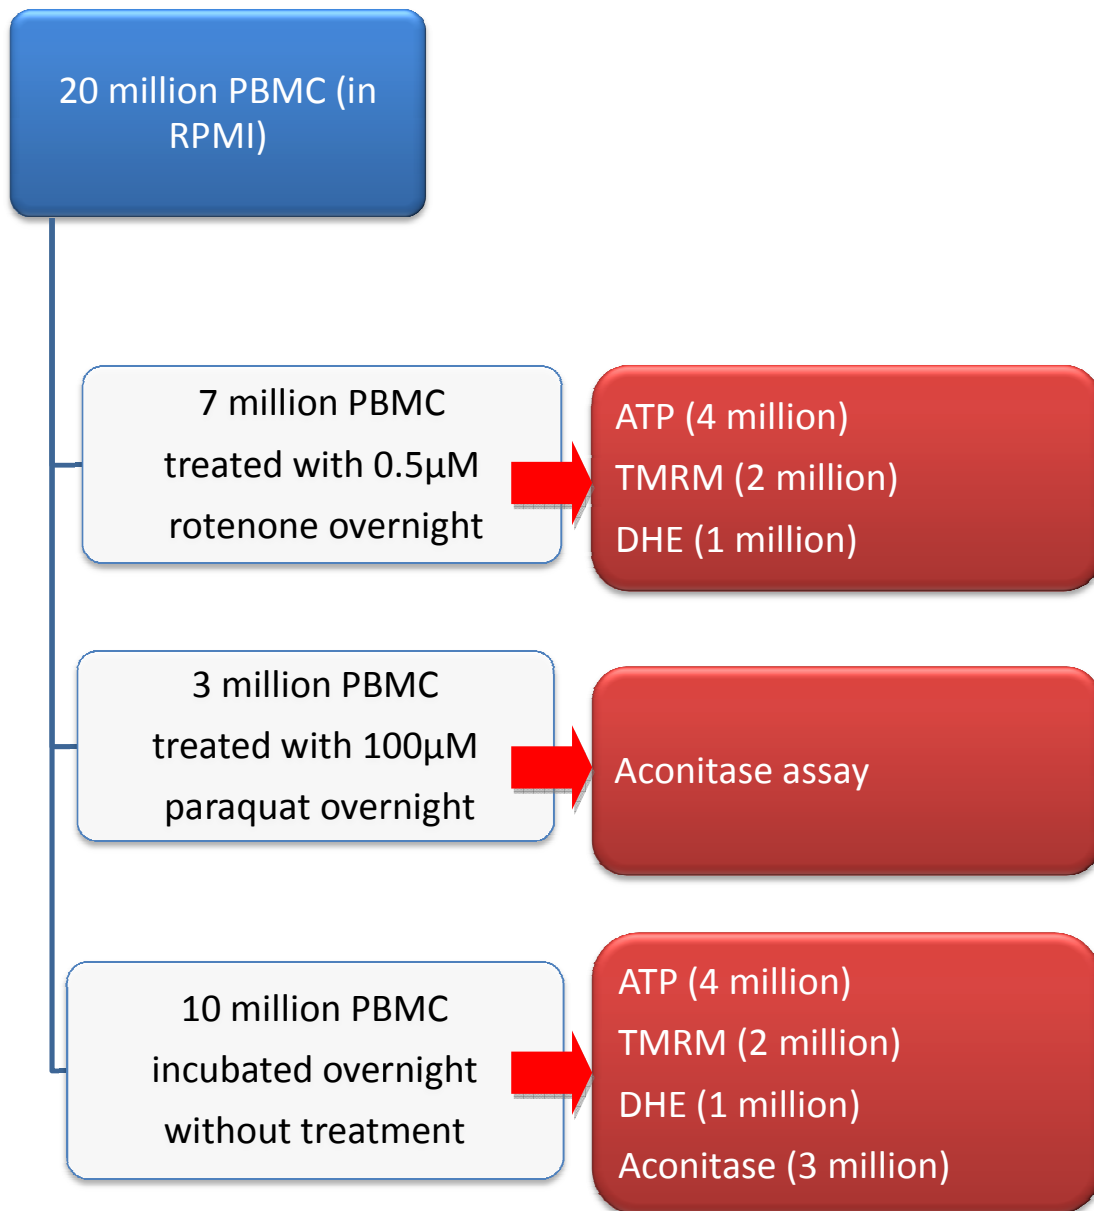 20 million PBMC (in
RPMI)
7 million PBMC
treated with 0.5µM
rotenone overnight
ATP (4 million)
TMRM (2 million)
DHE (1 million)
3 million PBMC
treated with 100µM
paraquat overnight
Aconitase assay
10 million PBMC
incubated overnight
without treatment
ATP (4 million)
TMRM (2 million)
DHE (1 million)
Aconitase (3 million)